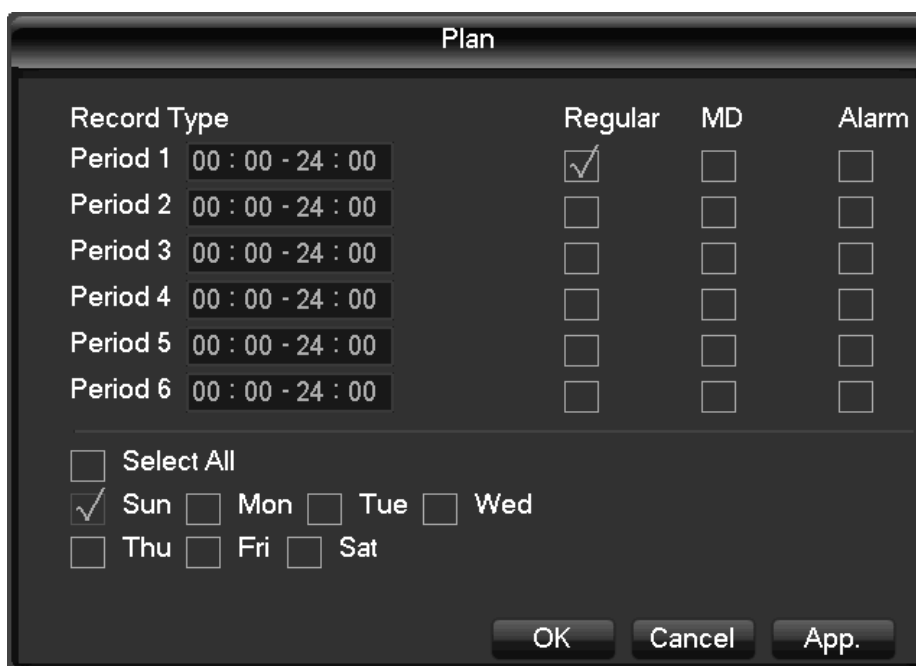 Plan
Record Type Regular MD Alarm
Period 1 00 : 00 - 24 : 00
Period 2 00 : 00 - 24 : 00
Period 3 00 : 00 - 24 : 00
Period 4 00 : 00 - 24 : 00
Period 5 00 : 00 - 24 : 00
Period 6 00 : 00 - 24 : 00
Select All
Sun Mon Tue Wed
Thu Fri Sat
OK Cancel App.